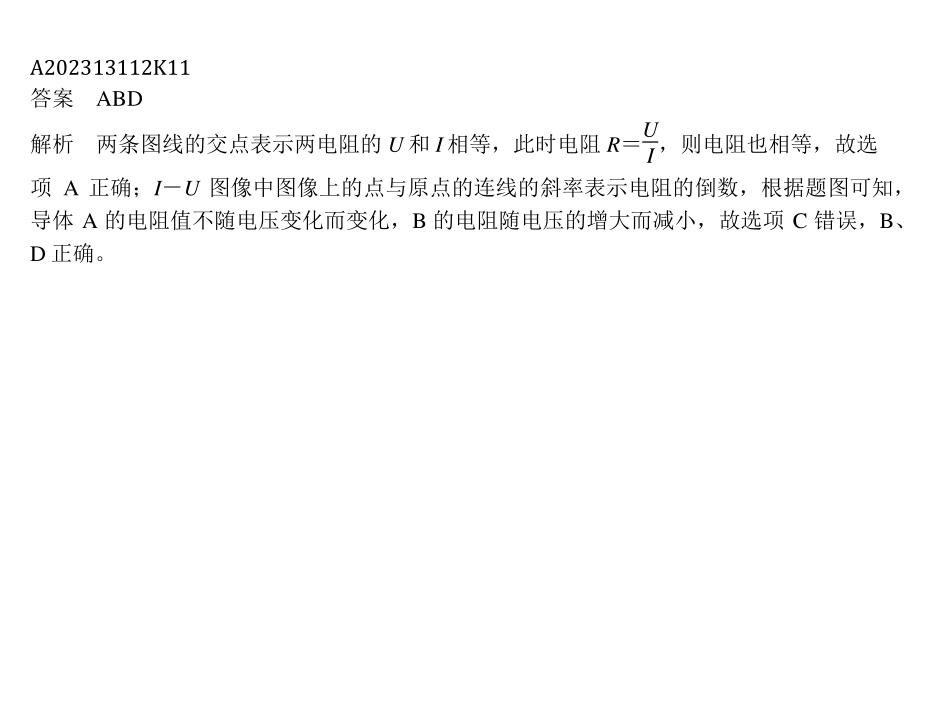 A202313112K11
答案　ABD
解析　两条图线的交点表示两电阻的 U 和 I 相等，此时电阻 R＝U/I，则电阻也相等，故选
项 A 正确；I－U 图像中图像上的点与原点的连线的斜率表示电阻的倒数，根据题图可知，
导体 A 的电阻值不随电压变化而变化，B 的电阻随电压的增大而减小，故选项 C 错误，B、
D 正确。